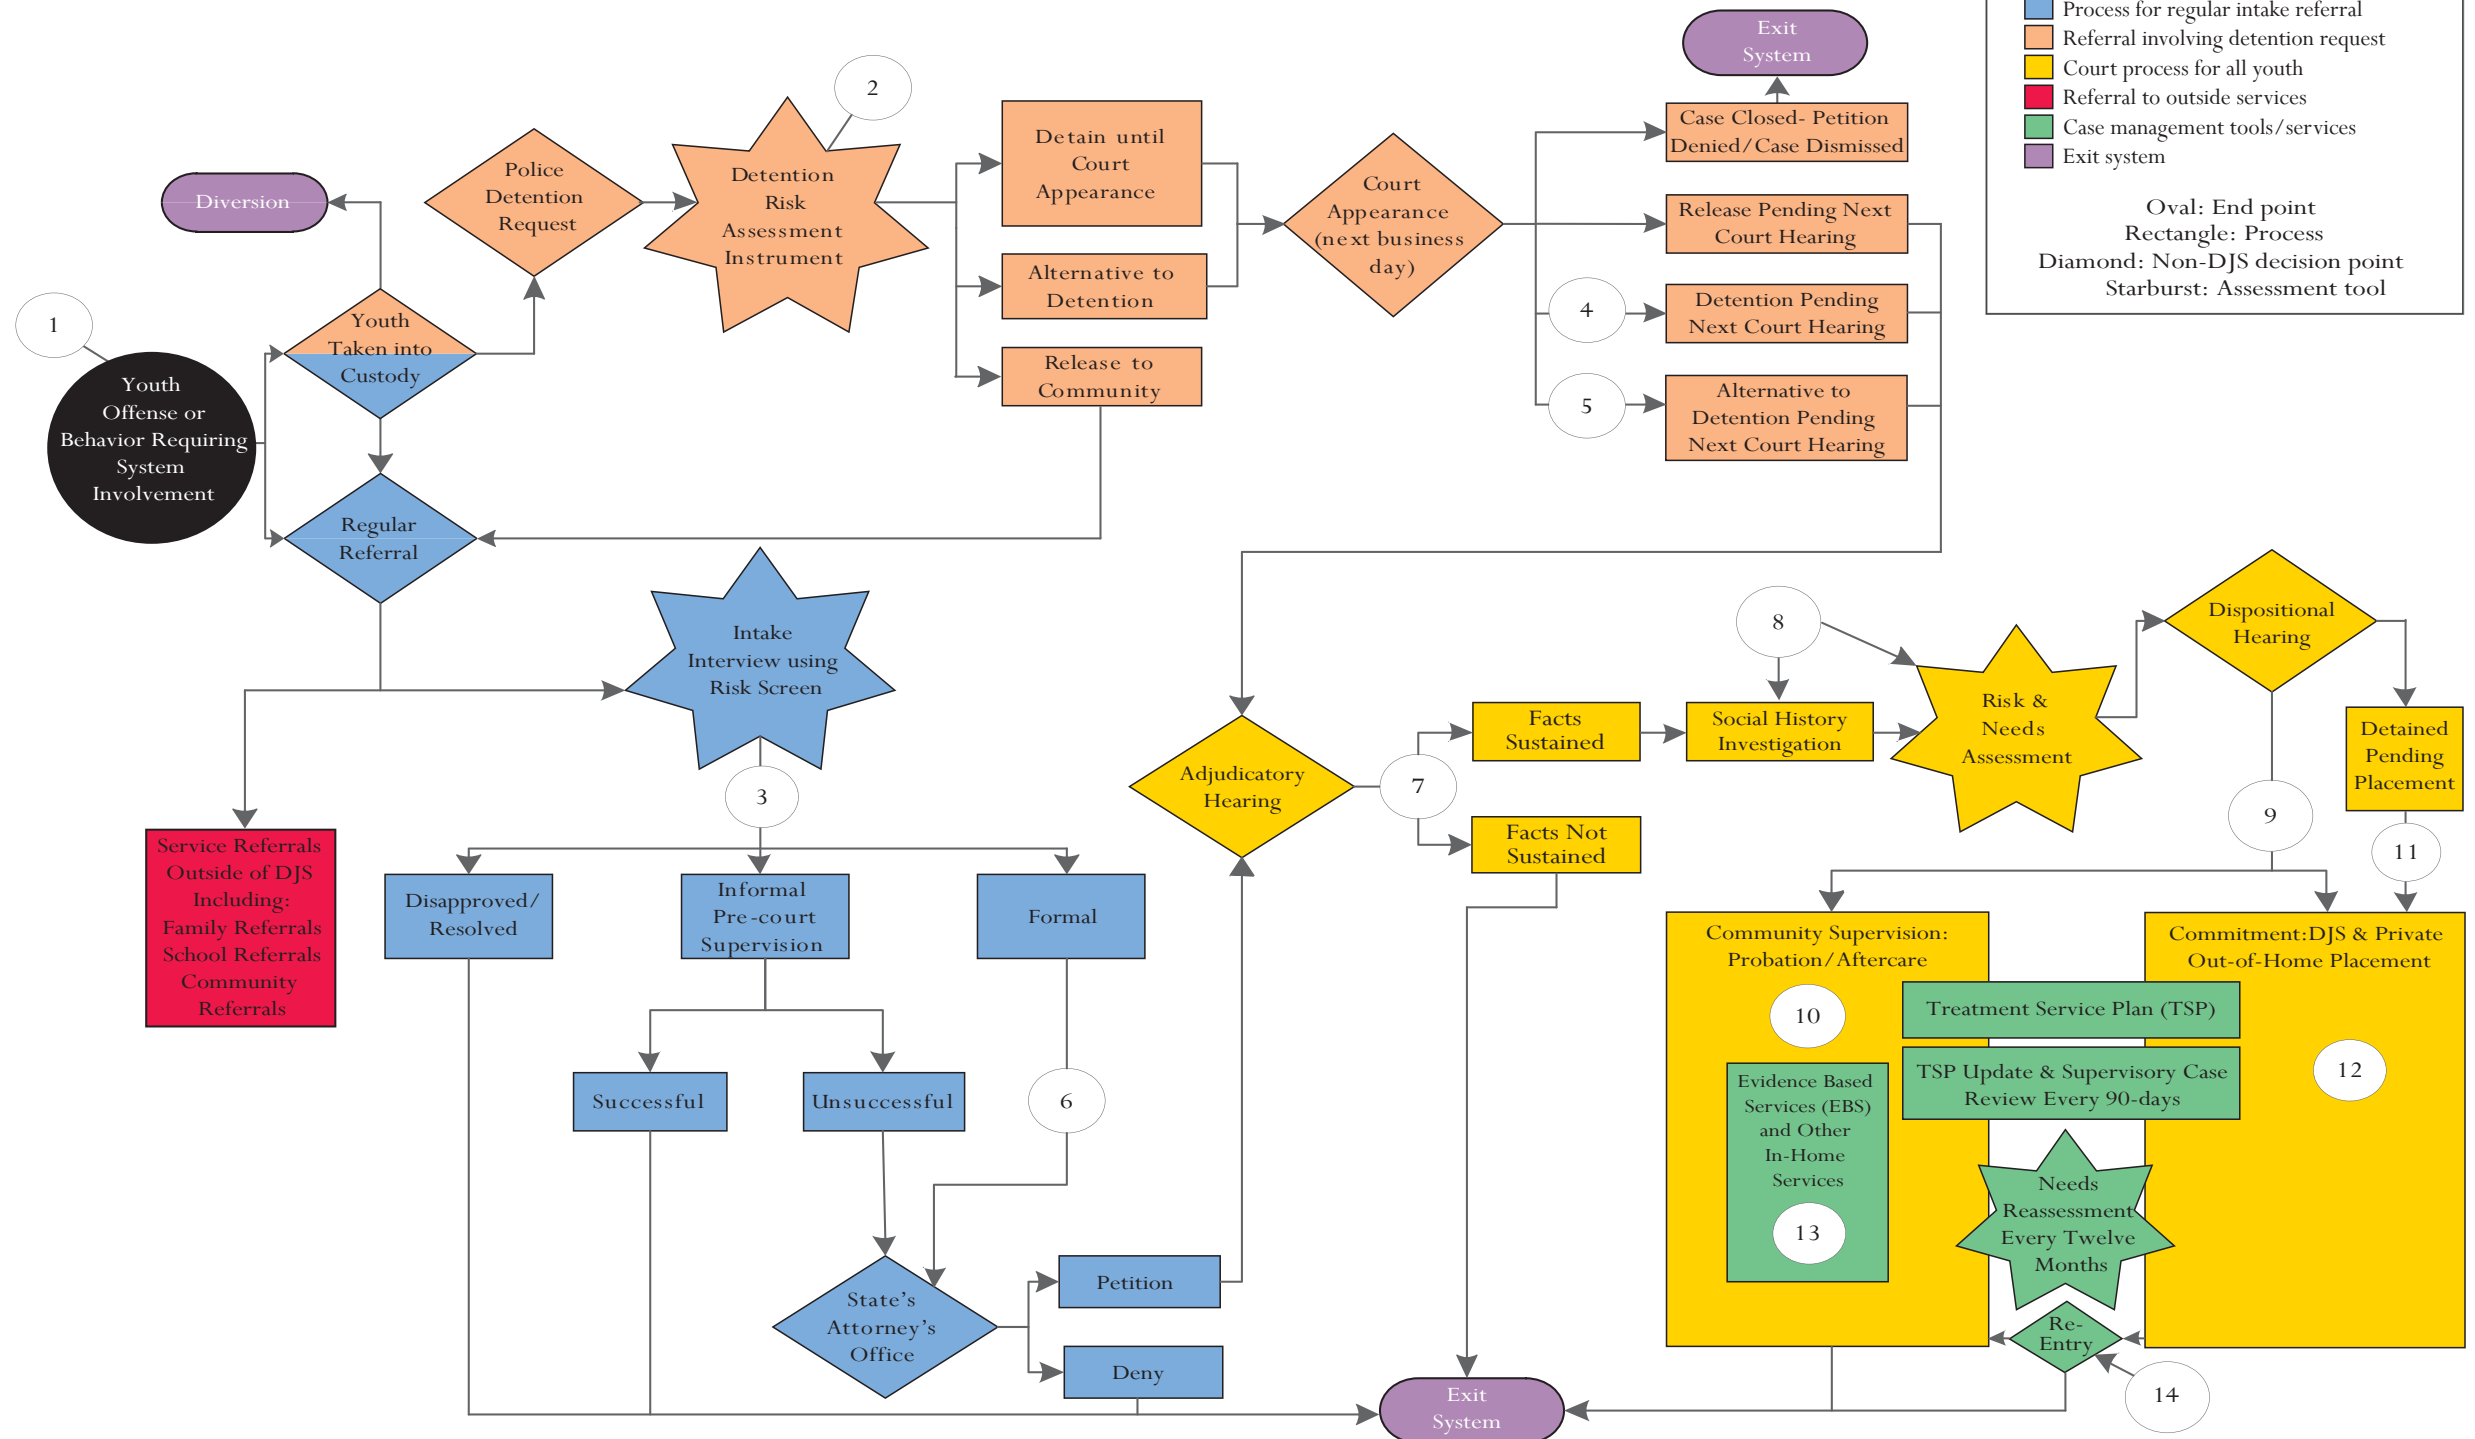 Process for regular intake referral
Referral involving detention request
Court process for all youth
Referral to outside services
Case management tools/services
Exit system
Oval: End point
Rectangle: Process
Diamond: Non-DJS decision point
Starburst: Assessment tool
Exit
System
2
Case Closed- Petition
Denied/Case Dismissed
Detain until
Court
Appearance
Police
Detention
Request
Detention
Risk
Assessment
Instrument
Diversion
Court
Appearance
(next business
day)
Release Pending Next
Court Hearing
Alternative to
Detention
4
Detention Pending
Next Court Hearing
1
Youth
Taken into
Custody
Release to
Community
5
Alternative to
Detention Pending
Next Court Hearing
Youth
Offense or
Behavior Requiring
System
Involvement
Regular
Referral
Intake
Interview using
Risk Screen
8
Dispositional
Hearing
Facts
Sustained
Social History
Investigation
Risk &
Needs
Assessment
Detained
Pending
Placement
Adjudicatory
Hearing
7
3
9
Facts Not
Sustained
11
Service Referrals
Outside of DJS
Including:
Family Referrals
School Referrals
Community
Referrals
Disapproved/
Resolved
Informal
Pre-court
Supervision
Formal
Community Supervision:
Probation/Aftercare
Commitment:DJS & Private
Out-of-Home Placement
10
Treatment Service Plan (TSP)
12
TSP Update & Supervisory Case
Review Every 90-days
Evidence Based
Services (EBS)
and Other
In-Home
Services
13
Successful
Unsuccessful
6
Needs
Reassessment
Every Twelve
Months
Petition
State's
Attorney's
Office
Deny
Re-
Entry
14
Exit
System